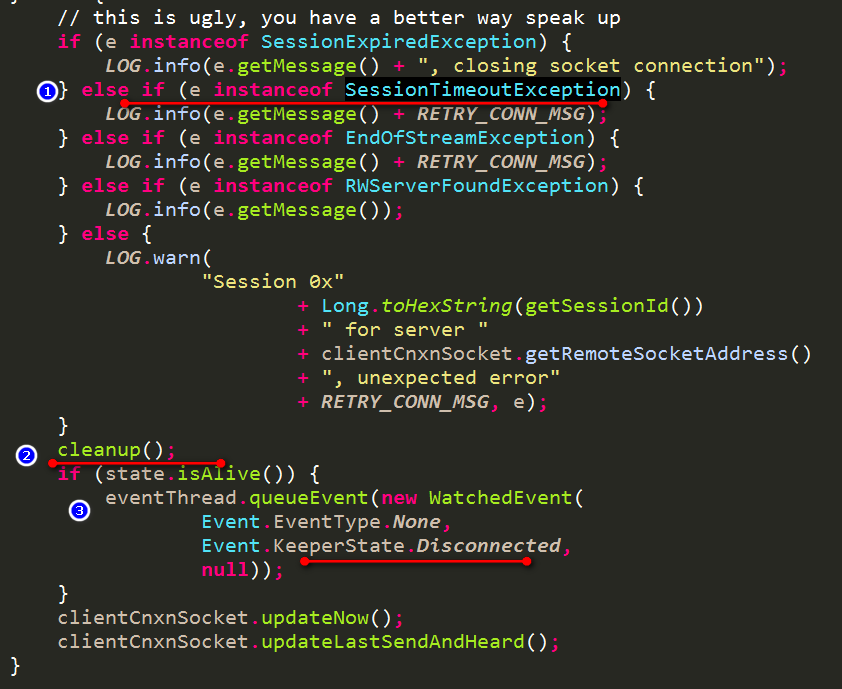 // this is ugly, you have a better way speak up
if (e instanceof SessionExpiredException) {
LOG.info(e.getMessage() + ", closing socket connection");
1 } else if (e instanceof SessionTimeoutException) {
LOG.info(e.getMessage() + RETRY_CONN_MSG);
} else if (e instanceof EndOfStreamException) {
LOG.info(e.getMessage() + RETRY_CONN_MSG);
} else if (e instanceof RWServerFoundException) {
LOG.info(e.getMessage());
} else {
LOG.warn(
"Session 0x"
+ Long.toHexString(getSessionId())
+ " for server "
+ clientCnxnSocket.getRemoteSocketAddress()
+ ", unexpected error"
+ RETRY_CONN_MSG, e);
}
2 cleanup();
if (state.isAlive()) {
3 eventThread.queueEvent(new WatchedEvent(
Event.EventType.None,
Event.KeeperState.Disconnected,
null));
}
clientCnxnSocket.updateNow();
clientCnxnSocket.updateLastSendAndHeard();
}